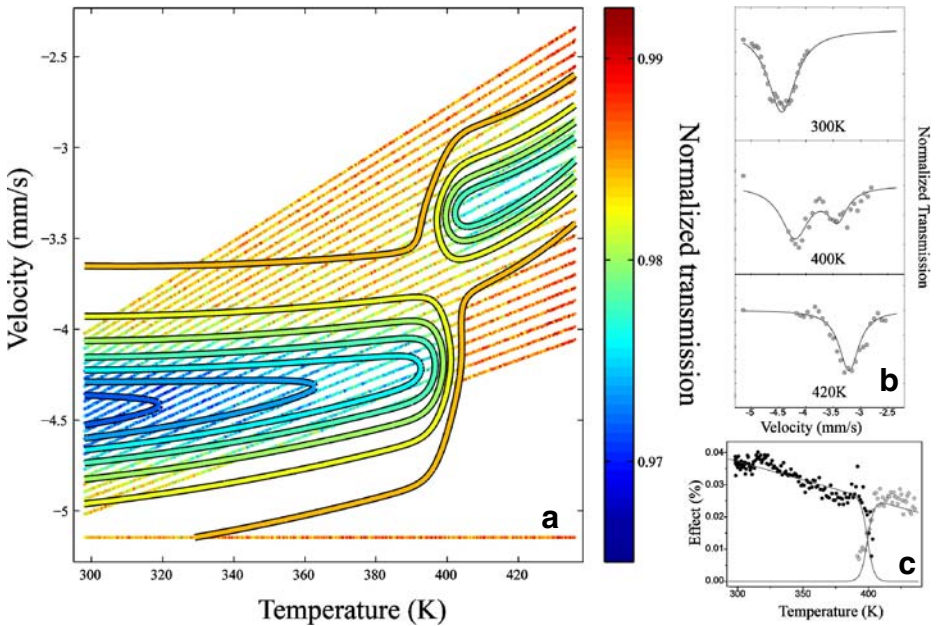 -2.5
-3
-3.5
-4
-4.5
-5
Velocity (mm/s)
300
320
340
360
380
400
420
Temperature (K)
a
0.99
0.98
0.97
Normalized transmission
300K
400K
420K
b
-5
-4.5
-4
-3.5
-3
-2.5
Velocity (mm/s)
Normalized Transmission
0.04
0.03
0.02
0.01
0.00
Effect (%)
c
300
350
400
Temperature (K)